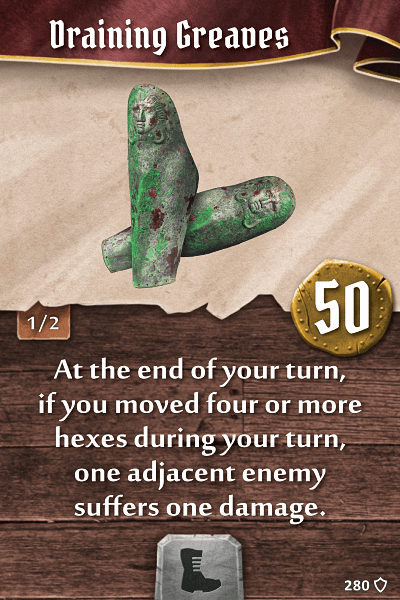 Draining Greaves
50
1/2
At the end of your turn,
if you moved four or more
hexes during your turn,
one adjacent enemy
suffers one damage.
280